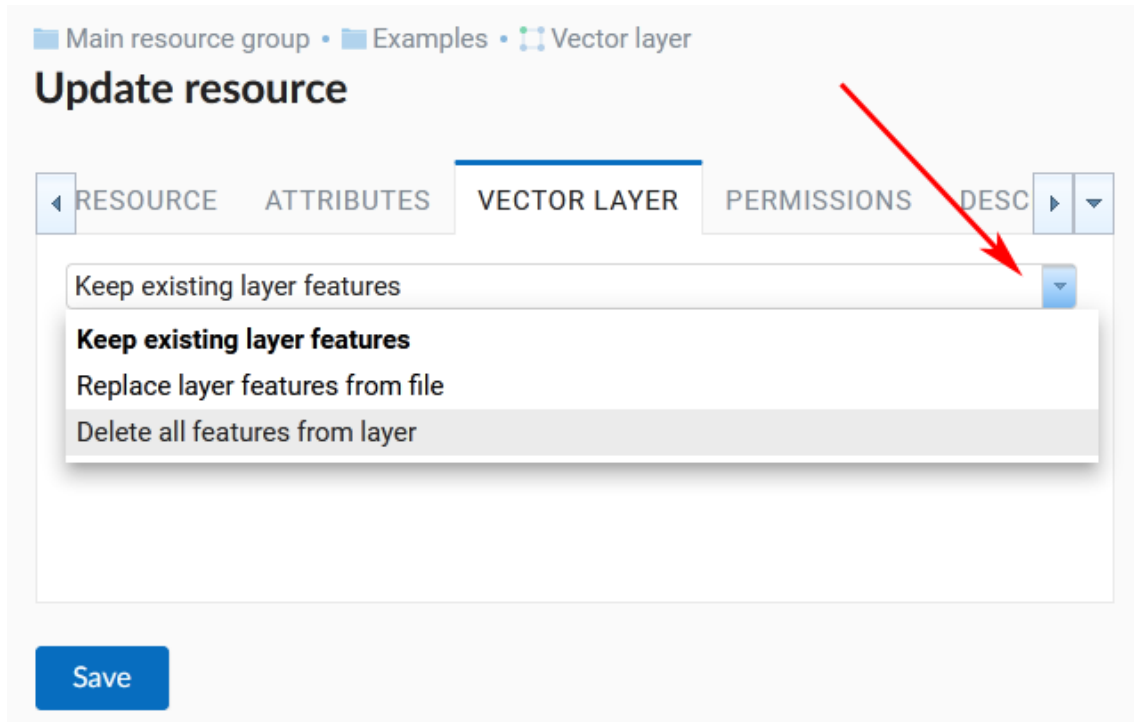 Main resource group • Examples • Vector layer
Update resource
RESOURCE ATTRIBUTES VECTOR LAYER PERMISSIONS DESC
Keep existing layer features
Keep existing layer features
Replace layer features from file
Delete all features from layer
Save